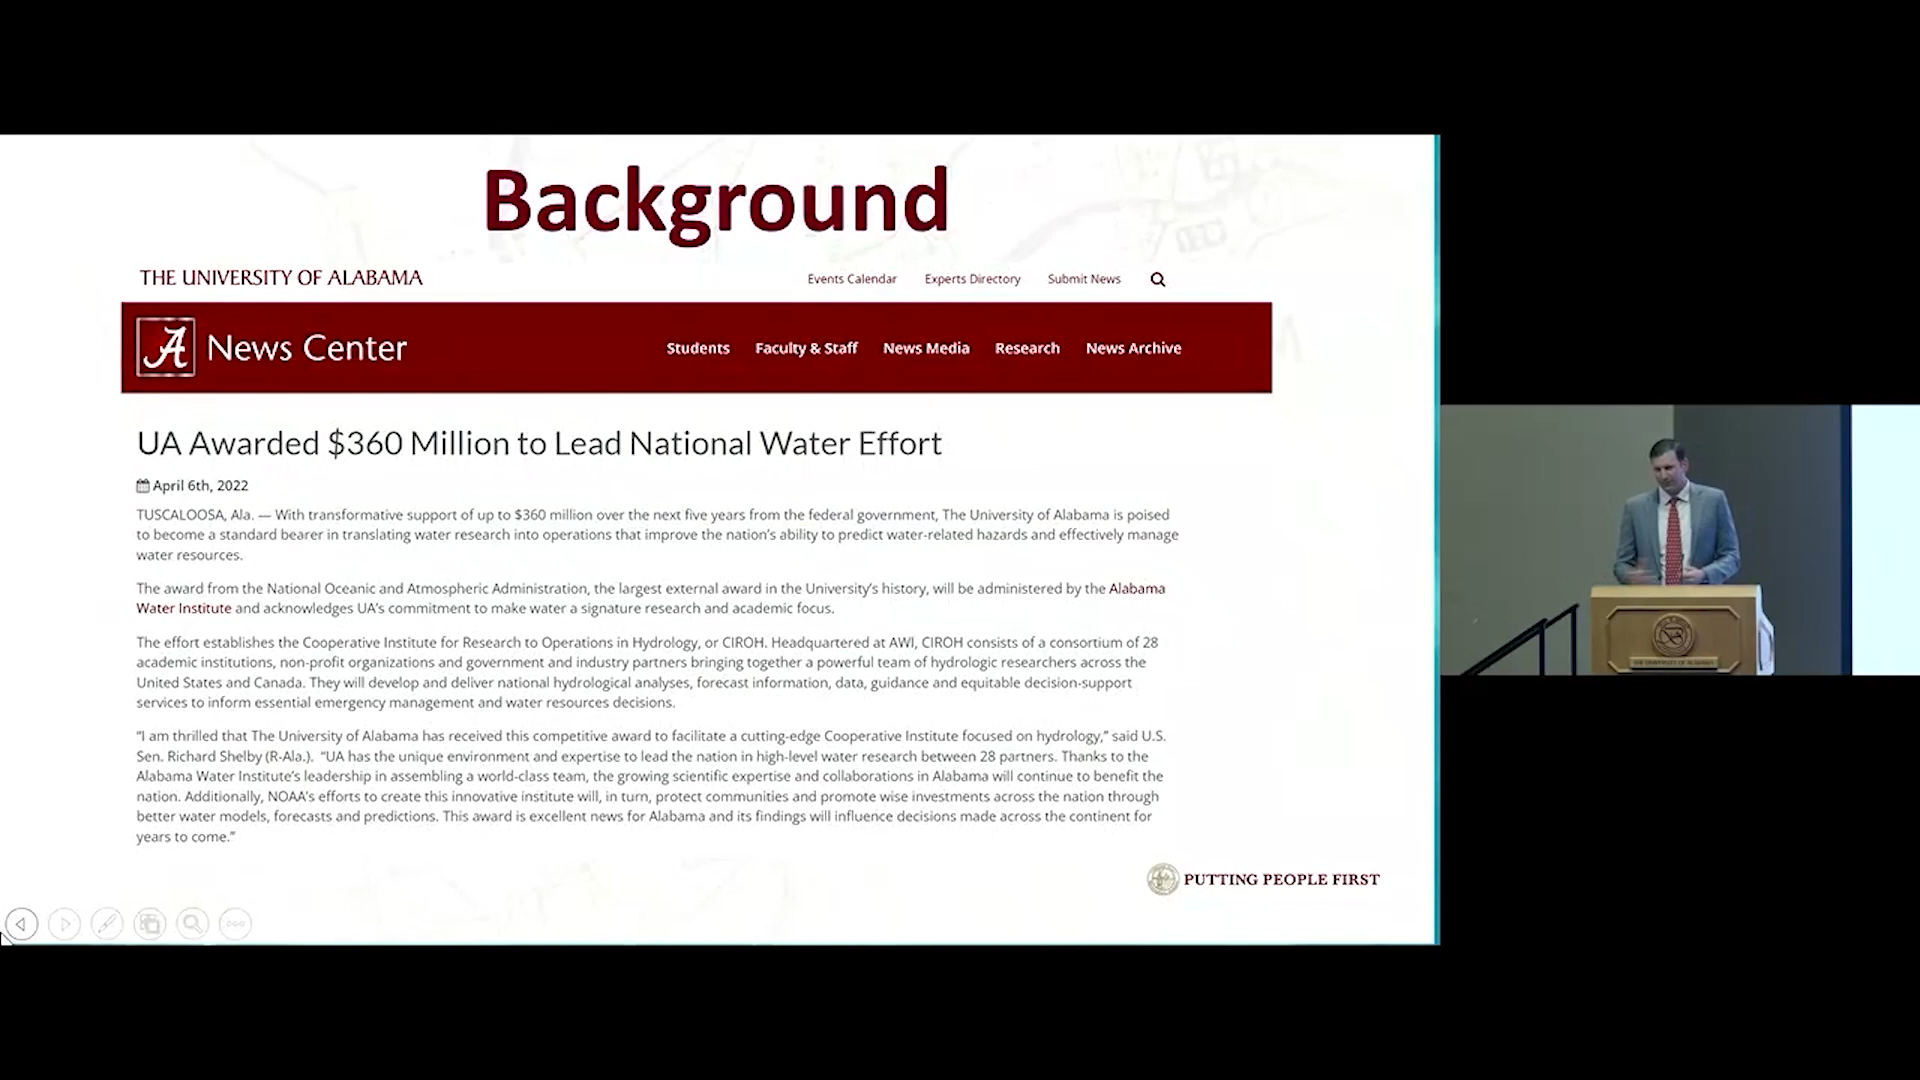 Background
THE UNIVERSITY OF ALABAMA
Events Calendar Experts Directory Submit News
A News Center
Students Faculty & Staff News Media Research News Archive
UA Awarded $360 Million to Lead National Water Effort
April 6th, 2022
TUSCALOOSA, Ala. — With transformative support of up to $360 million over the next five years from the federal government, The University of Alabama is poised
to become a standard bearer in translating water research into operations that improve the nation’s ability to predict water-related hazards and effectively manage
water resources.
The award from the National Oceanic and Atmospheric Administration, the largest external award in the University’s history, will be administered by the Alabama
Water Institute and acknowledges UA’s commitment to make water a signature research and academic focus.
The effort establishes the Cooperative Institute for Research to Operations in Hydrology, or CIROH. Headquartered at AWI, CIROH consists of a consortium of 28
academic institutions, non-profit organizations and government and industry partners bringing together a powerful team of hydrologic researchers across the
United States and Canada. They will develop and deliver national hydrological analyses, forecast information, data, guidance and equitable decision-support
services to inform essential emergency management and water resources decisions.
“I am thrilled that The University of Alabama has received this competitive award to facilitate a cutting-edge Cooperative Institute focused on hydrology,” said U.S.
Sen. Richard Shelby (R-Ala.). “UA has the unique environment and expertise to lead the nation in high-level water research between 28 partners. Thanks to the
Alabama Water Institute’s leadership in assembling a world-class team, the growing scientific expertise and collaborations in Alabama will continue to benefit the
nation. Additionally, NOAA’s efforts to create this innovative institute will, in turn, protect communities and promote wise investments across the nation through
better water models, forecasts and predictions. This award is excellent news for Alabama and its findings will influence decisions made across the continent for
years to come.”
PUTTING PEOPLE FIRST
THE UNIVERSITY OF ALABAMA